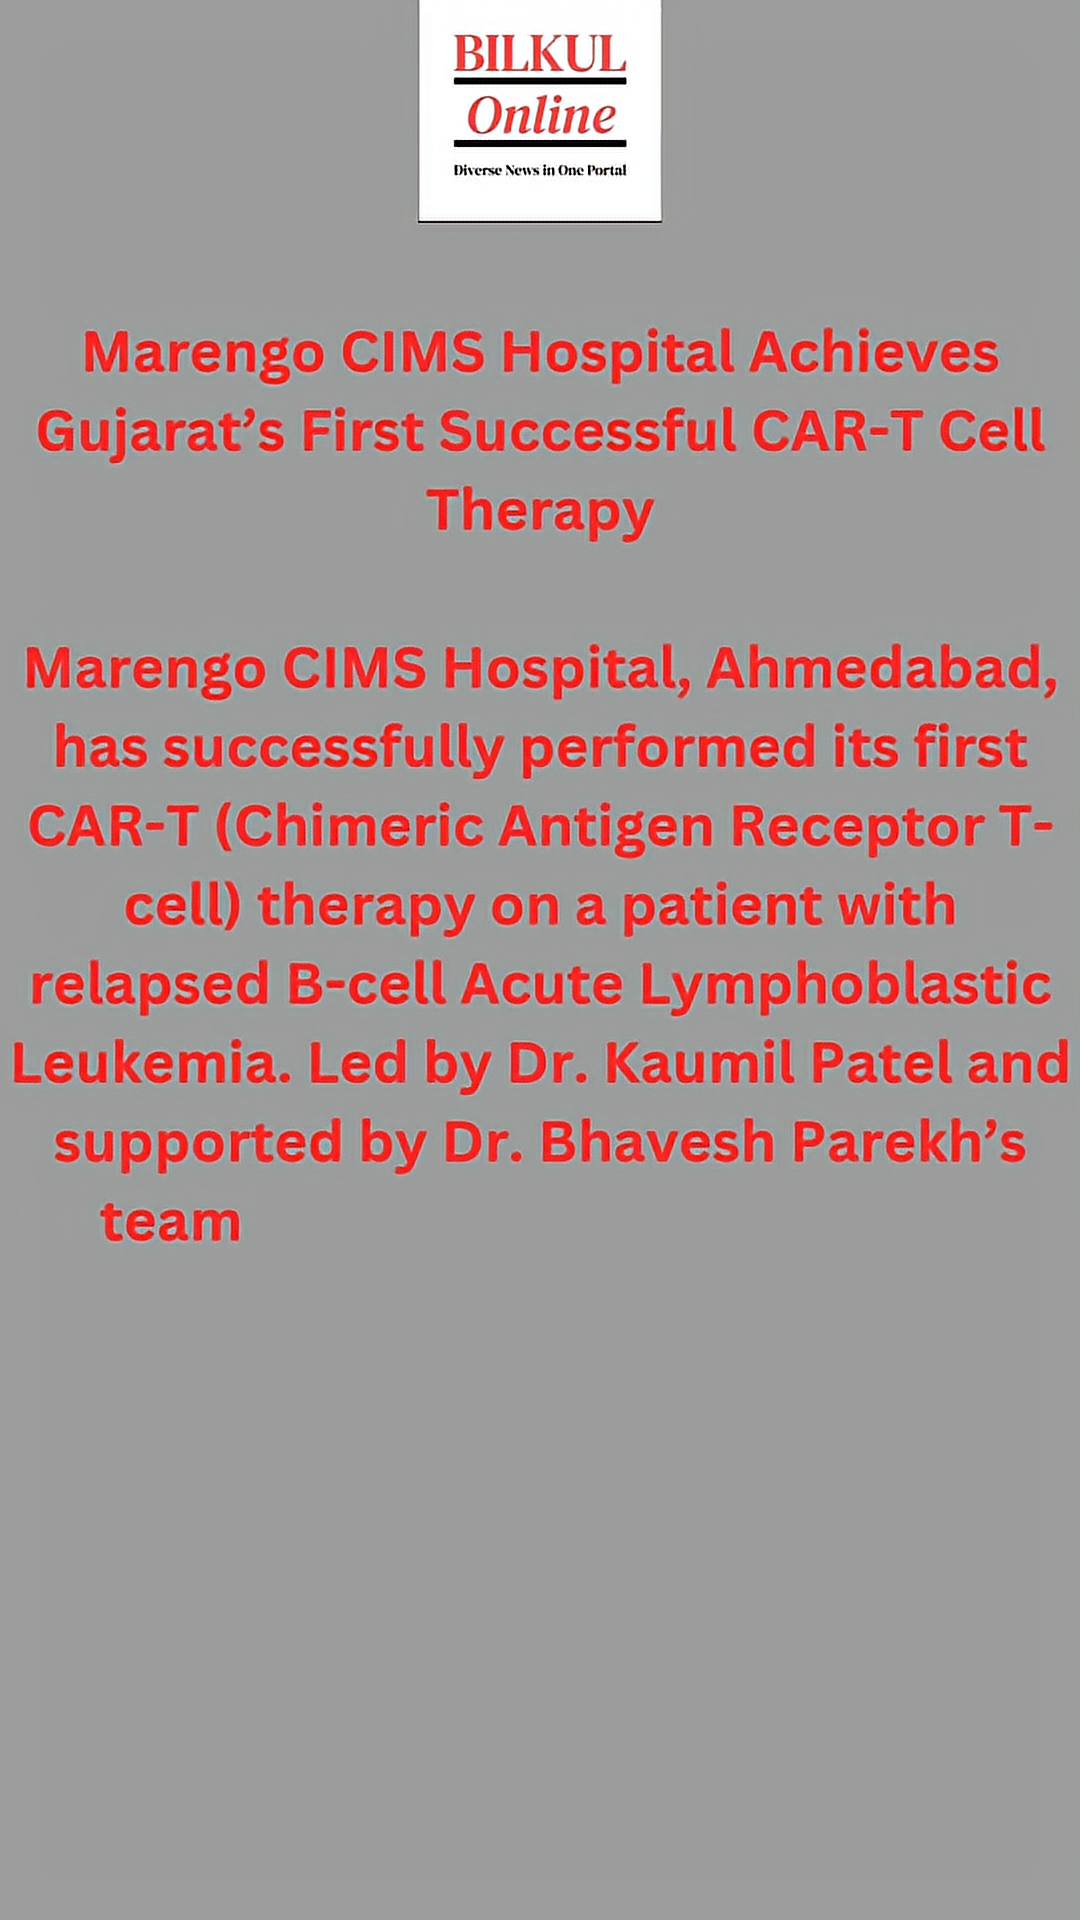 BILKUL
Online
Diverse News in One Portal
Marengo CIMS Hospital Achieves
Gujarat’s First Successful CAR-T Cell
Therapy
Marengo CIMS Hospital, Ahmedabad,
has successfully performed its first
CAR-T (Chimeric Antigen Receptor T-
cell) therapy on a patient with
relapsed B-cell Acute Lymphoblastic
Leukemia. Led by Dr. Kaumil Patel and
supported by Dr. Bhavesh Parekh’s
team